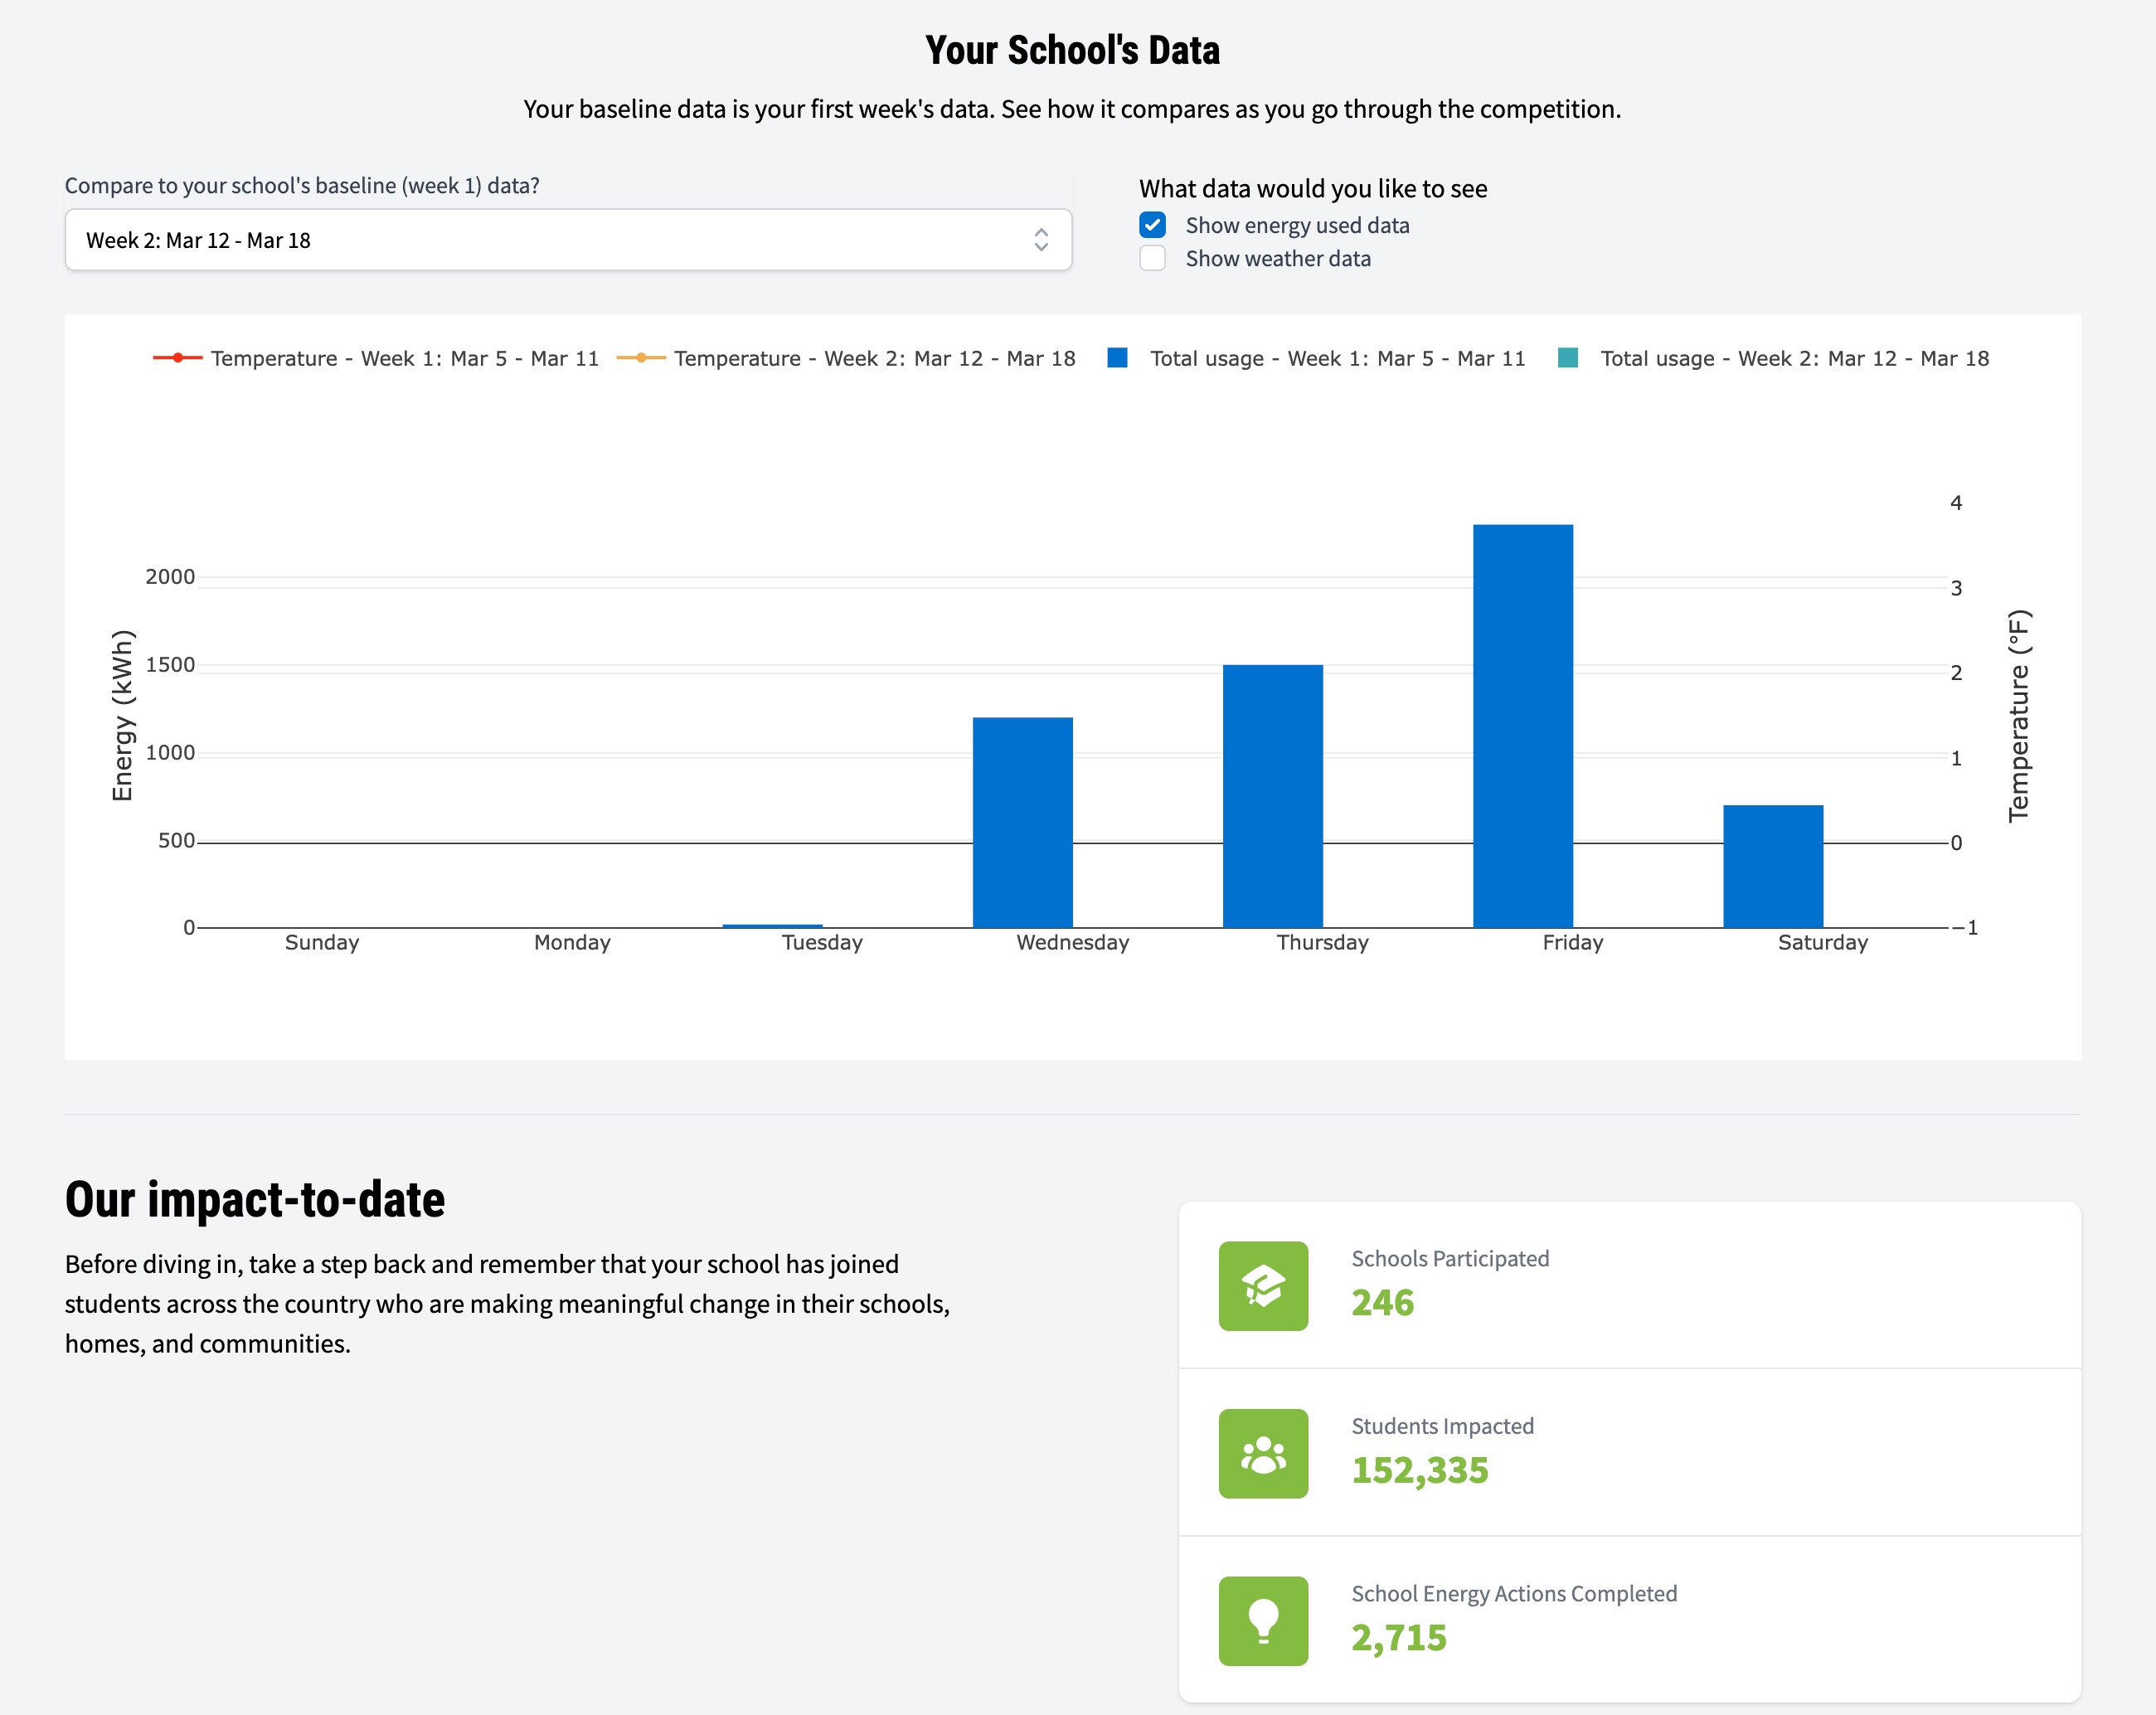 Your School's Data
Your baseline data is your first week's data. See how it compares as you go through the competition.
Compare to your school's baseline (week 1) data?
Week 2: Mar 12 - Mar 18
What data would you like to see
Show energy used data
Show weather data
Temperature - Week 1: Mar 5 - Mar 11
Temperature - Week 2: Mar 12 - Mar 18
Total usage - Week 1: Mar 5 - Mar 11
Total usage - Week 2: Mar 12 - Mar 18
Energy (kWh)
2000
1500
1000
500
0
Sunday
Monday
Tuesday
Wednesday
Thursday
Friday
Saturday
4
3
2
1
0
−1
Temperature (°F)
Our impact-to-date
Before diving in, take a step back and remember that your school has joined
students across the country who are making meaningful change in their schools,
homes, and communities.
Schools Participated
246
Students Impacted
152,335
School Energy Actions Completed
2,715